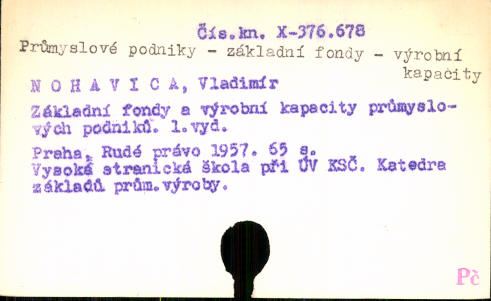 Čís.kn. X-376.678
Průmyslové podniky - základní fondy - výrobní
kapacity
NOHAVICA, Vladimír
Základní fondy a výrobní kapacity průmyslo-
vých podniků. 1.vyd.
Praha, Rudé právo 1957. 65 s.
Vysoká stranická škola při ÚV KSČ. Katedra
základů prům.výroby.
Pč